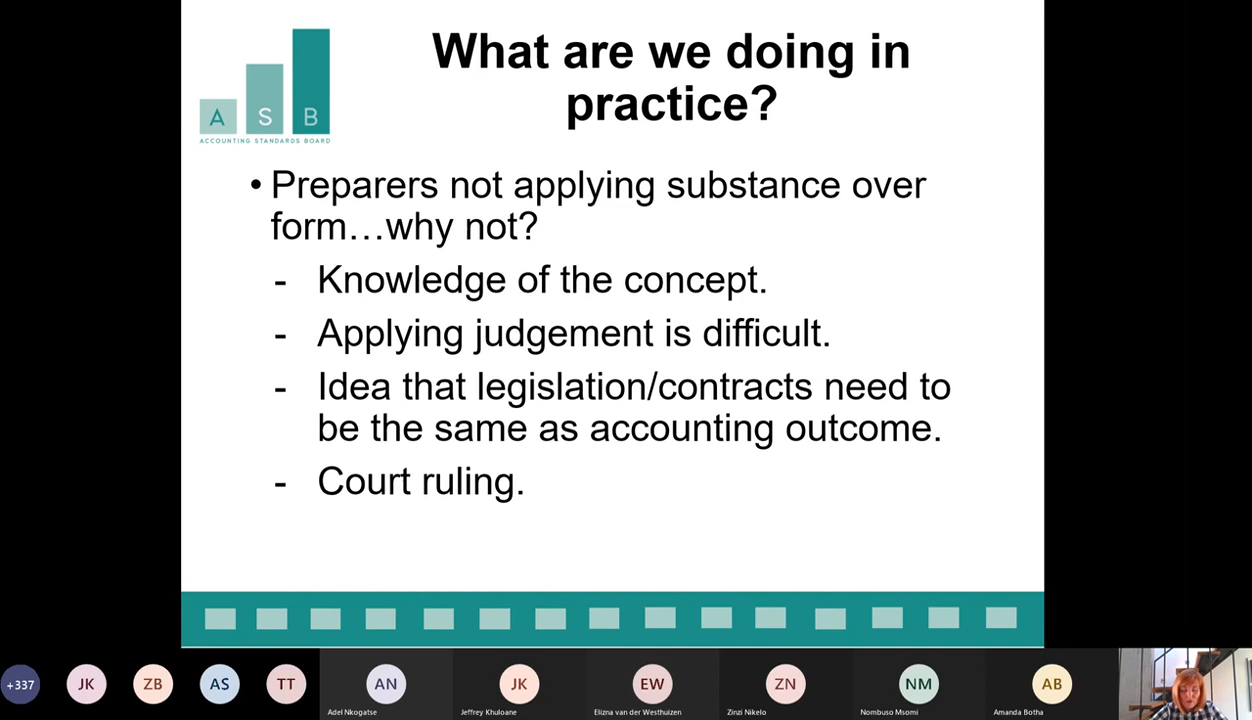 What are we doing in
practice?
A S B
ACCOUNTING STANDARDS BOARD
• Preparers not applying substance over
form…why not?
- Knowledge of the concept.
- Applying judgement is difficult.
- Idea that legislation/contracts need to
be the same as accounting outcome.
- Court ruling.
+337 JK ZB AS TT AN JK EW ZN NM AB
Adel Nkogatse Jeffrey Khuloane Elizna van der Westhuizen Zinzi Nikelo Nombuso Msomi Amanda Botha